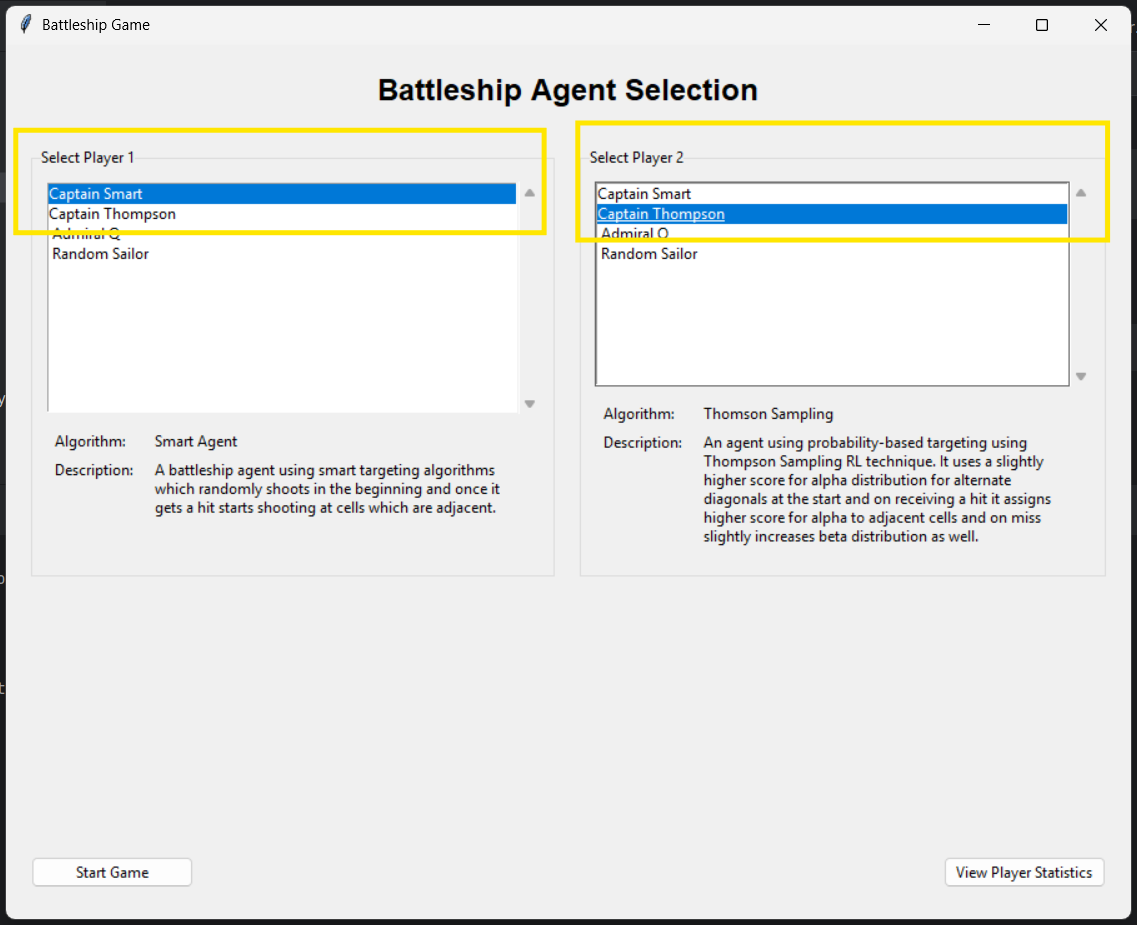 Battleship Game
Battleship Agent Selection
Select Player 1
Captain Smart
Captain Thompson
Admiral Q
Random Sailor
Algorithm: Smart Agent
Description: A battleship agent using smart targeting algorithms
which randomly shoots in the beginning and once it
gets a hit starts shooting at cells which are adjacent.
Select Player 2
Captain Smart
Captain Thompson
Admiral Q
Random Sailor
Algorithm: Thomson Sampling
Description: An agent using probability-based targeting using
Thompson Sampling RL technique. It uses a slightly
higher score for alpha distribution for alternate
diagonals at the start and on receiving a hit it assigns
higher score for alpha to adjacent cells and on miss
slightly increases beta distribution as well.
Start Game
View Player Statistics